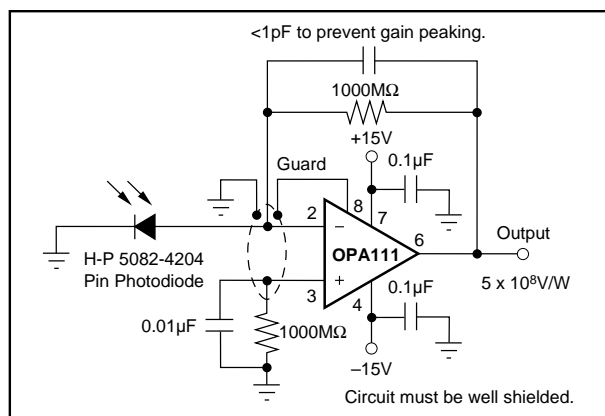 <1pF to prevent gain peaking.
1000MΩ
+15V
0.1µF
Guard
2
8
7
–
OPA111
6
Output
H-P 5082-4204
Pin Photodiode
+
3
4
0.1µF
5 x 10⁸V/W
0.01µF
1000MΩ
–15V
Circuit must be well shielded.